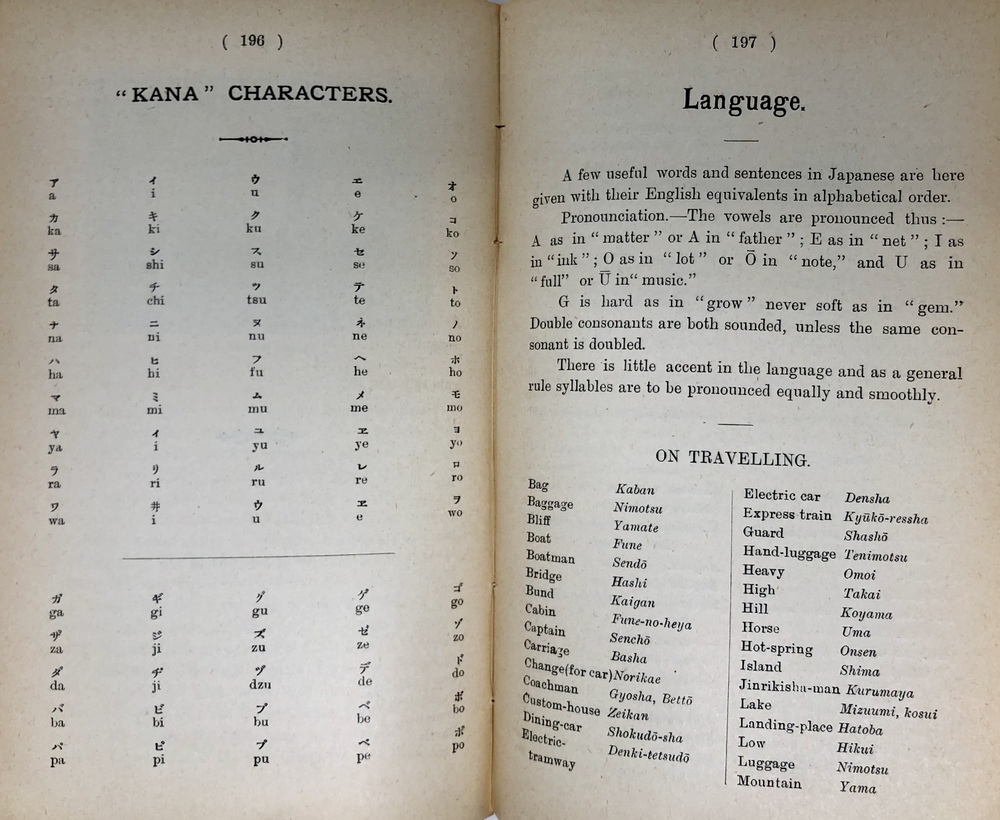 ( 196 )
“KANA” CHARACTERS.
ア イ ウ ヱ オ
a i u e o
カ キ ク ケ コ
ka ki ku ke ko
サ シ ス セ ソ
sa shi su se so
タ チ ツ テ ト
ta chi tsu te to
ナ ニ ヌ ネ ノ
na ni nu ne no
ハ ヒ フ ヘ ホ
ha hi fu he ho
マ ミ ム メ モ
ma mi mu me mo
ヤ イ ユ ヱ ヨ
ya i yu ye yo
ラ リ ル レ ロ
ra ri ru re ro
ワ 井 ウ ヱ ヲ
wa i u e wo
ガ ギ グ ゲ ゴ
ga gi gu ge go
ザ ジ ズ ゼ ゾ
za ji zu ze zo
ダ ヂ ヅ デ ド
da ji dzu de do
バ ビ ブ ベ ボ
ba bi bu be bo
パ ピ プ ペ ポ
pa pi pu pe po
( 197 )
Language.
A few useful words and sentences in Japanese are here
given with their English equivalents in alphabetical order.
Pronounciation.—The vowels are pronounced thus :—
A as in “matter” or A in “father”; E as in “net”; I as
in “ink”; O as in “lot” or Ō in “note,” and U as in
“full” or Ū in “music.”
G is hard as in “grow” never soft as in “gem.”
Double consonants are both sounded, unless the same con-
sonant is doubled.
There is little accent in the language and as a general
rule syllables are to be pronounced equally and smoothly.
ON TRAVELLING.
Bag Kaban
Baggage Nimotsu
Bliff Yamate
Boat Fune
Boatman Sendō
Bridge Hashi
Bund Kaigan
Cabin Fune-no-heya
Captain Senchō
Carriage Basha
Change(for car) Norikae
Coachman Gyosha, Bettō
Custom-house Zeikan
Dining-car Shokudō-sha
Electric- Denki-tetsudō
tramway
Electric car Densha
Express train Kyūkō-ressha
Guard Shashō
Hand-luggage Tenimotsu
Heavy Omoi
High Takai
Hill Koyama
Horse Uma
Hot-spring Onsen
Island Shima
Jinrikisha-man Kurumaya
Lake Mizuumi, kosui
Landing-place Hatoba
Low Hikui
Luggage Nimotsu
Mountain Yama